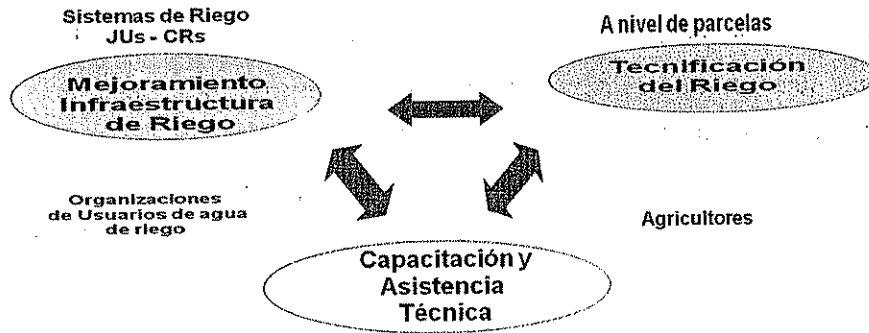 Sistemas de Riego
JUs - CRs
Mejoramiento
Infraestructura
de Riego
A nivel de parcelas
Tecnificación
del Riego
Organizaciones
de Usuarios de agua
de riego
Agricultores
Capacitación y
Asistencia
Técnica